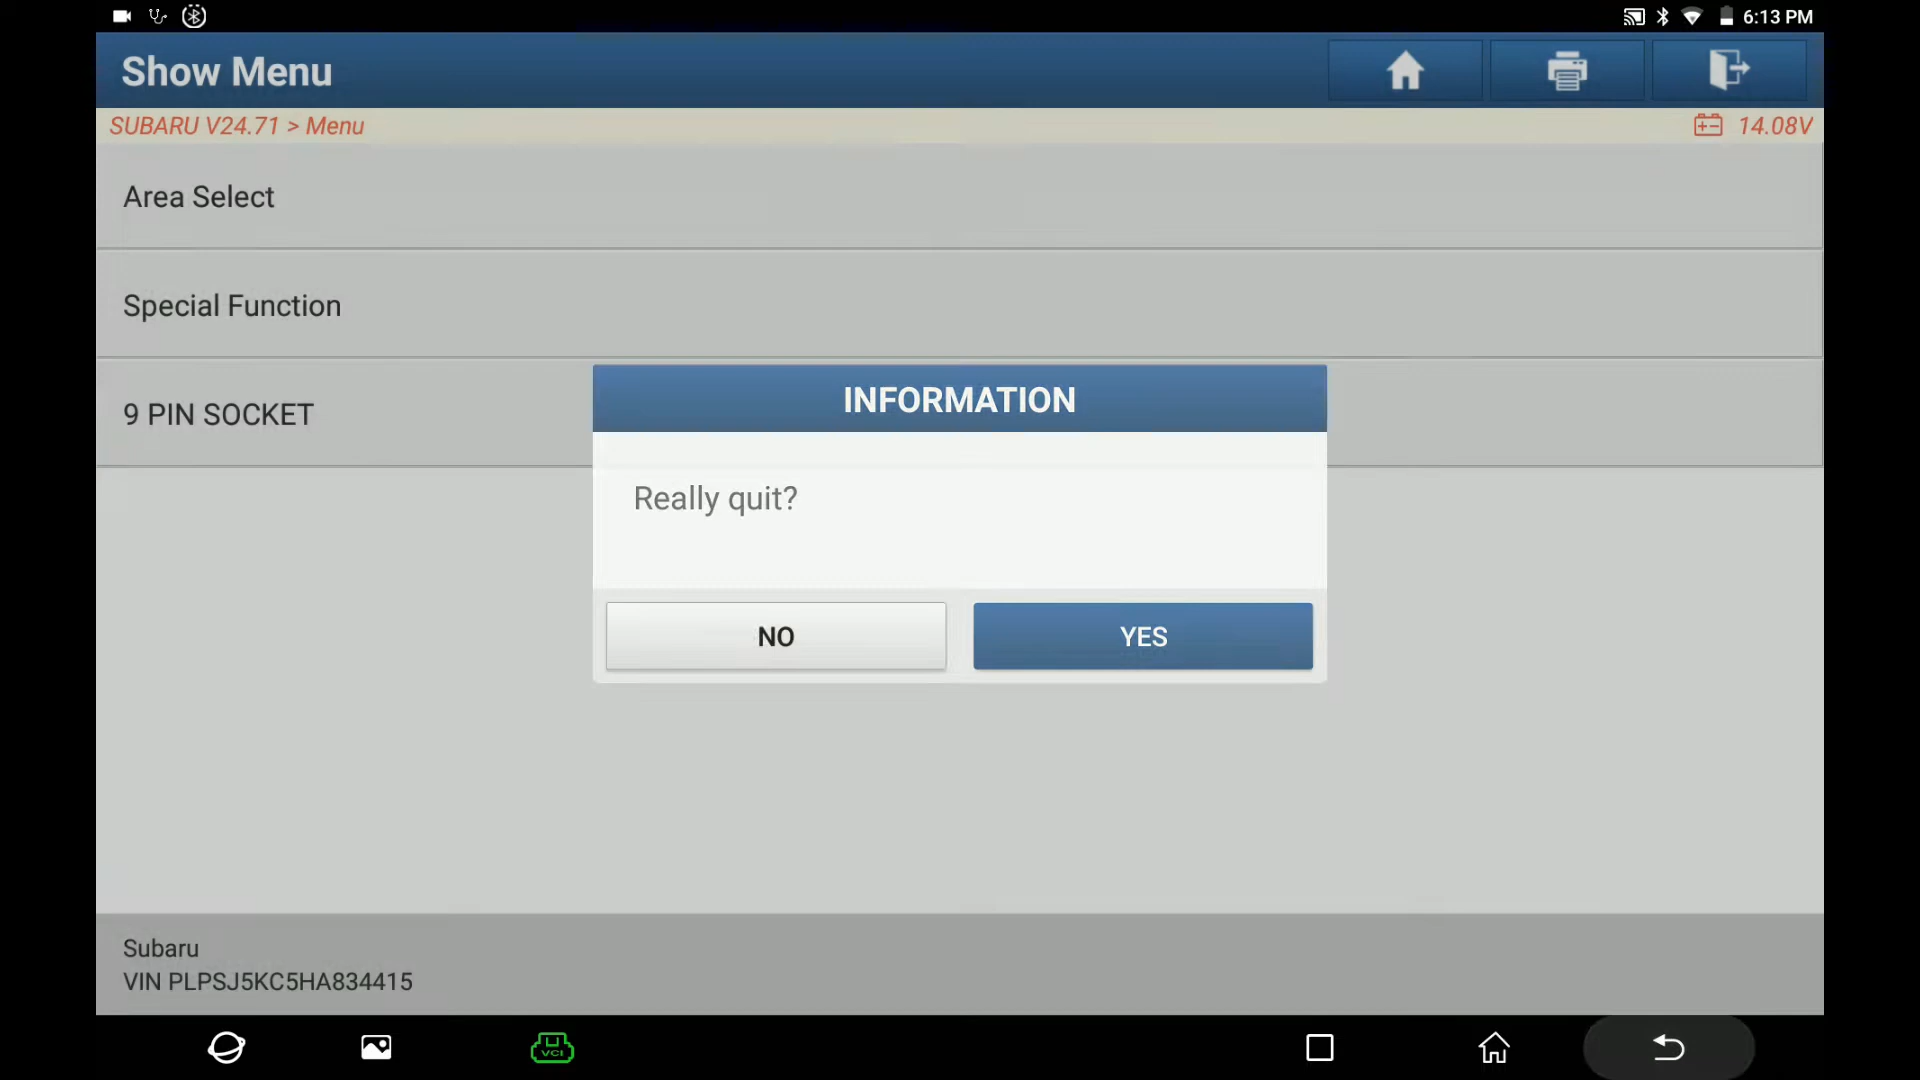 6:13 PM
Show Menu
SUBARU V24.71 > Menu
14.08V
Area Select
Special Function
9 PIN SOCKET
INFORMATION
Really quit?
NO
YES
Subaru
VIN PLPSJ5KC5HA834415
VCI